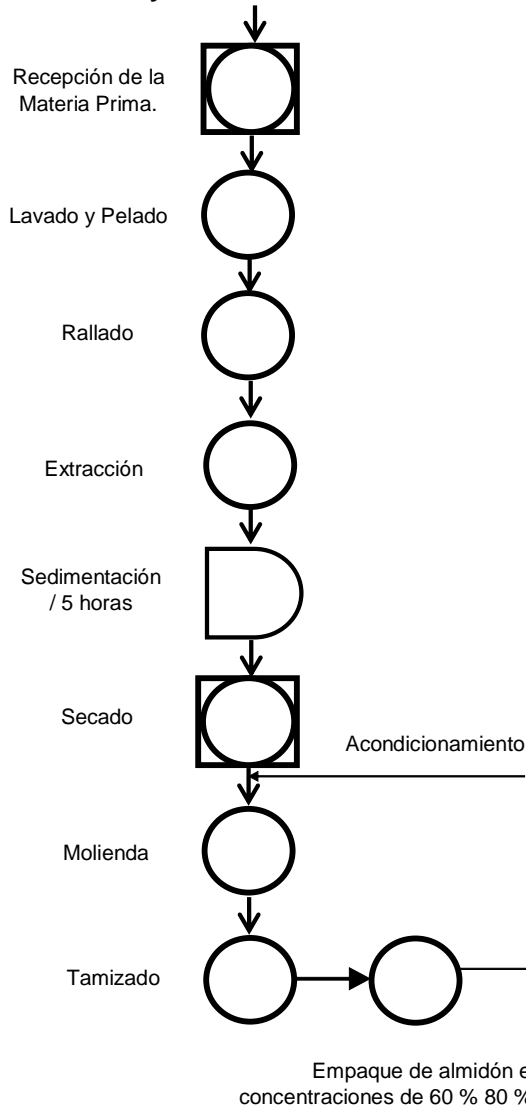 Recepción de la
Materia Prima.
Lavado y Pelado
Rallado
Extracción
Sedimentación
/ 5 horas
Secado
Acondicionamiento
Molienda
Tamizado
Empaque de almidón e
concentraciones de 60 % 80 %